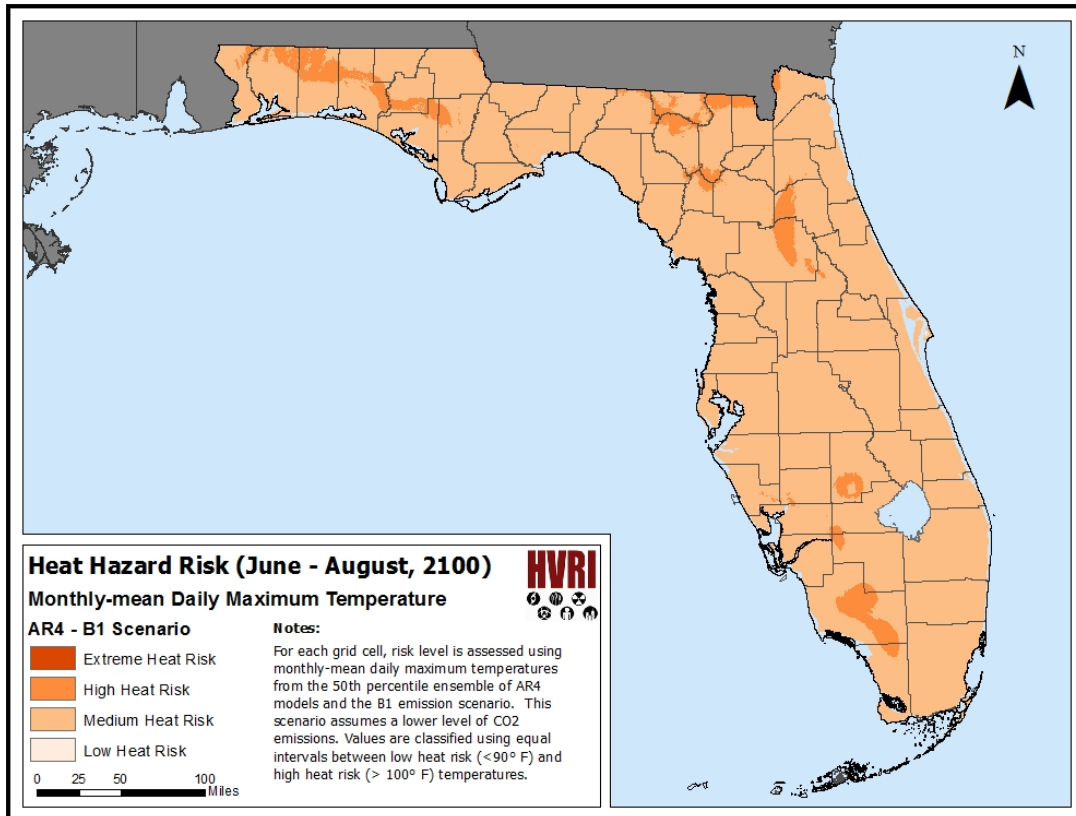 N
Heat Hazard Risk (June - August, 2100)
HVRI
Monthly-mean Daily Maximum Temperature
AR4 - B1 Scenario
Extreme Heat Risk
High Heat Risk
Medium Heat Risk
Low Heat Risk
0 25 50 100
Miles
Notes:
For each grid cell, risk level is assessed using
monthly-mean daily maximum temperatures
from the 50th percentile ensemble of AR4
models and the B1 emission scenario. This
scenario assumes a lower level of CO2
emissions. Values are classified using equal
intervals between low heat risk (<90° F) and
high heat risk (> 100° F) temperatures.